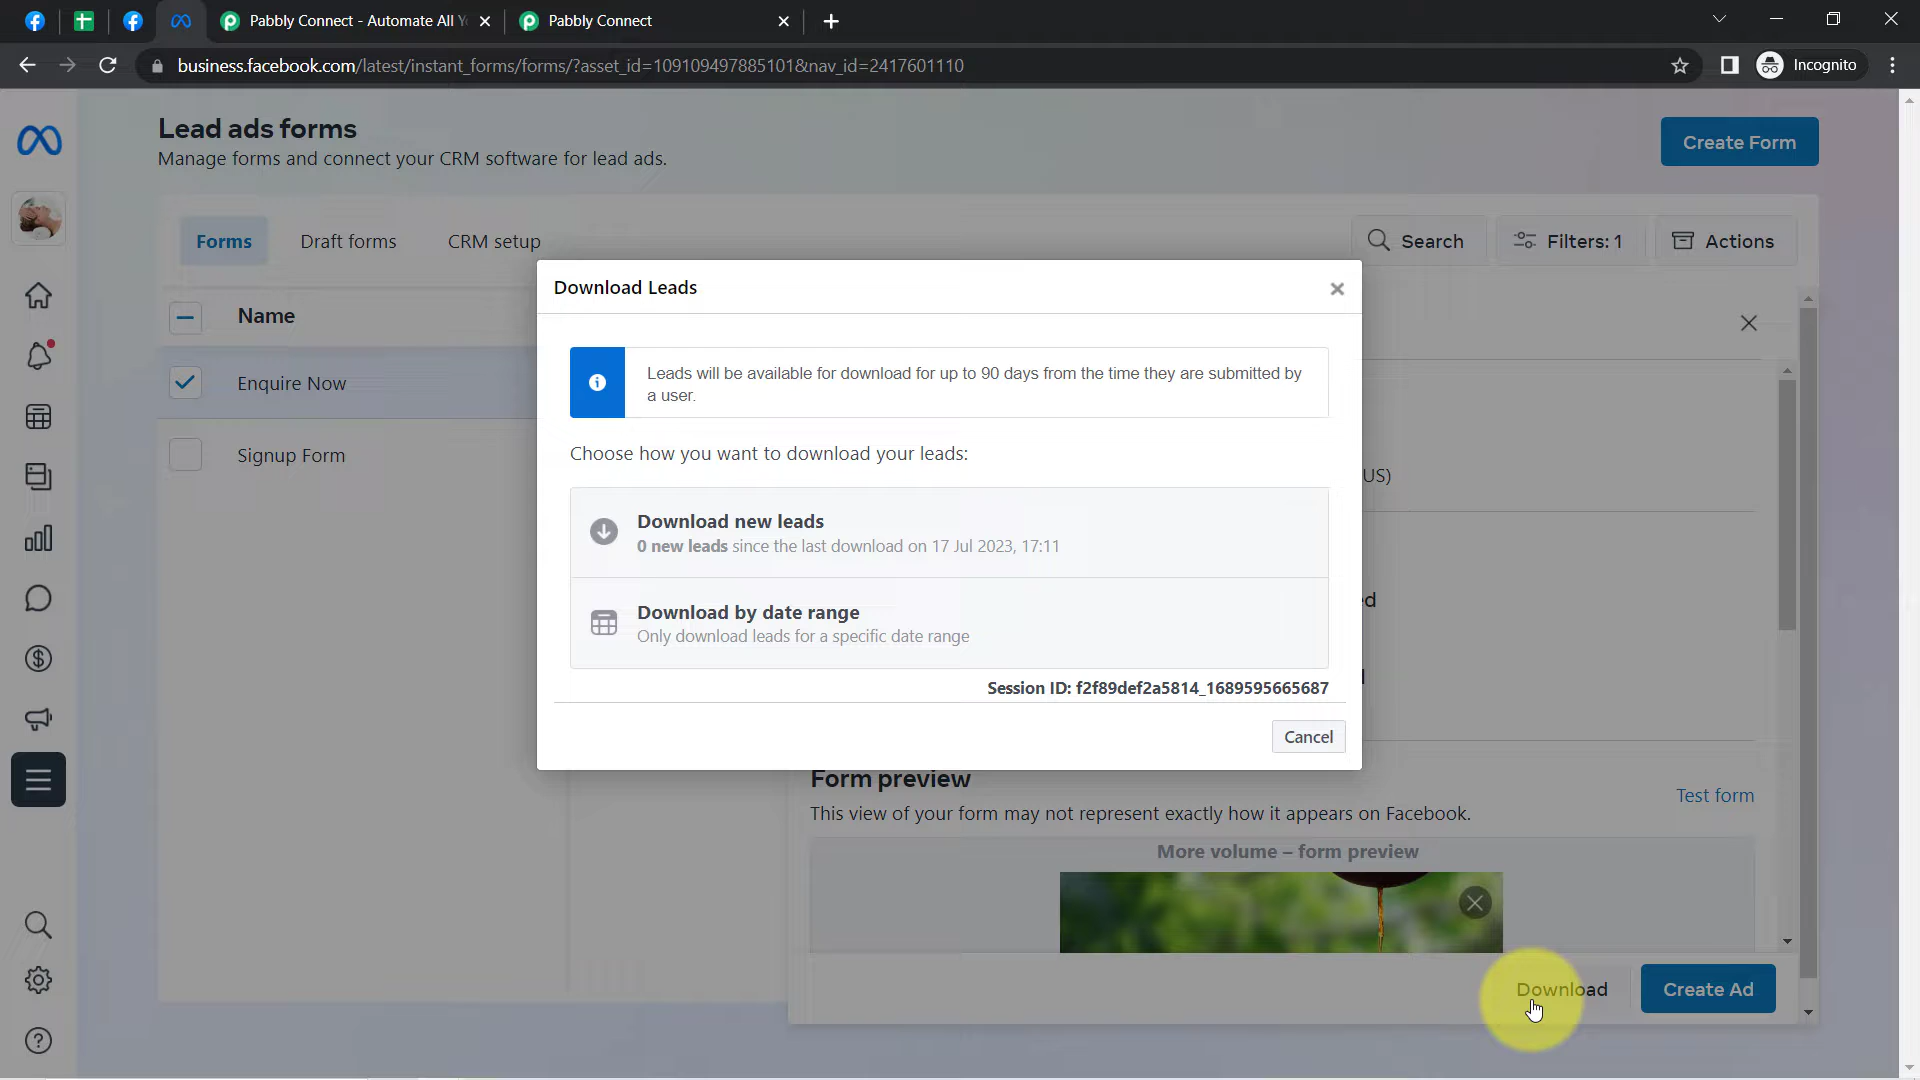 Pabbly Connect - Automate All Y
Pabbly Connect
business.facebook.com/latest/instant_forms/forms/?asset_id=109109497885101&nav_id=2417601110
Incognito
Lead ads forms
Manage forms and connect your CRM software for lead ads.
Create Form
Forms
Draft forms
CRM setup
Search
Filters: 1
Actions
Name
Enquire Now
Signup Form
Download Leads
Leads will be available for download for up to 90 days from the time they are submitted by
a user.
Choose how you want to download your leads:
Download new leads
0 new leads since the last download on 17 Jul 2023, 17:11
Download by date range
Only download leads for a specific date range
Session ID: f2f89def2a5814_1689595665687
Cancel
US)
ed
Form preview
This view of your form may not represent exactly how it appears on Facebook.
Test form
More volume – form preview
Download
Create Ad